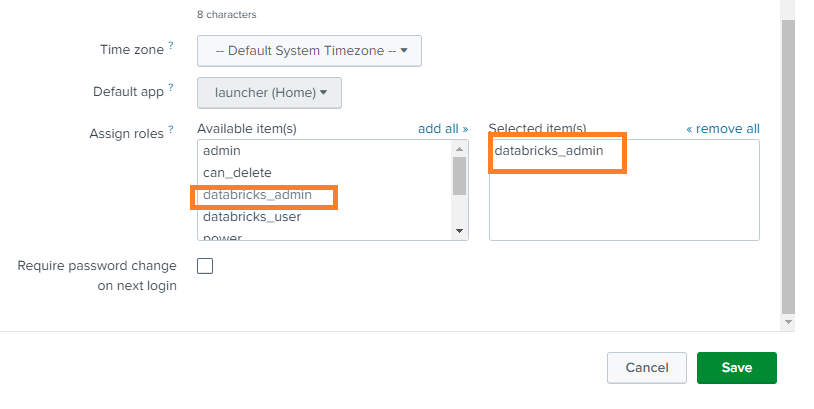 8 characters
Time zone ?
-- Default System Timezone --
Default app ?
launcher (Home)
Assign roles ?
Available item(s)
add all »
Selected item(s)
« remove all
admin
can_delete
databricks_admin
databricks_user
power
databricks_admin
Require password change
on next login
Cancel
Save